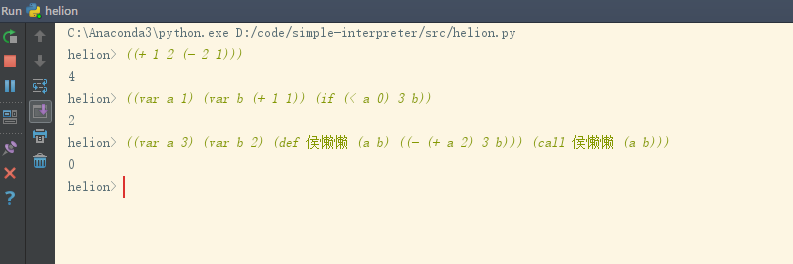 Run helion
C:\Anaconda3\python.exe D:/code/simple-interpreter/src/helion.py
helion> ((+ 1 2 (- 2 1)))
4
helion> ((var a 1) (var b (+ 1 1)) (if (< a 0) 3 b))
2
helion> ((var a 3) (var b 2) (def 侯懒懒 (a b) ((- (+ a 2) 3 b))) (call 侯懒懒 (a b)))
0
helion>